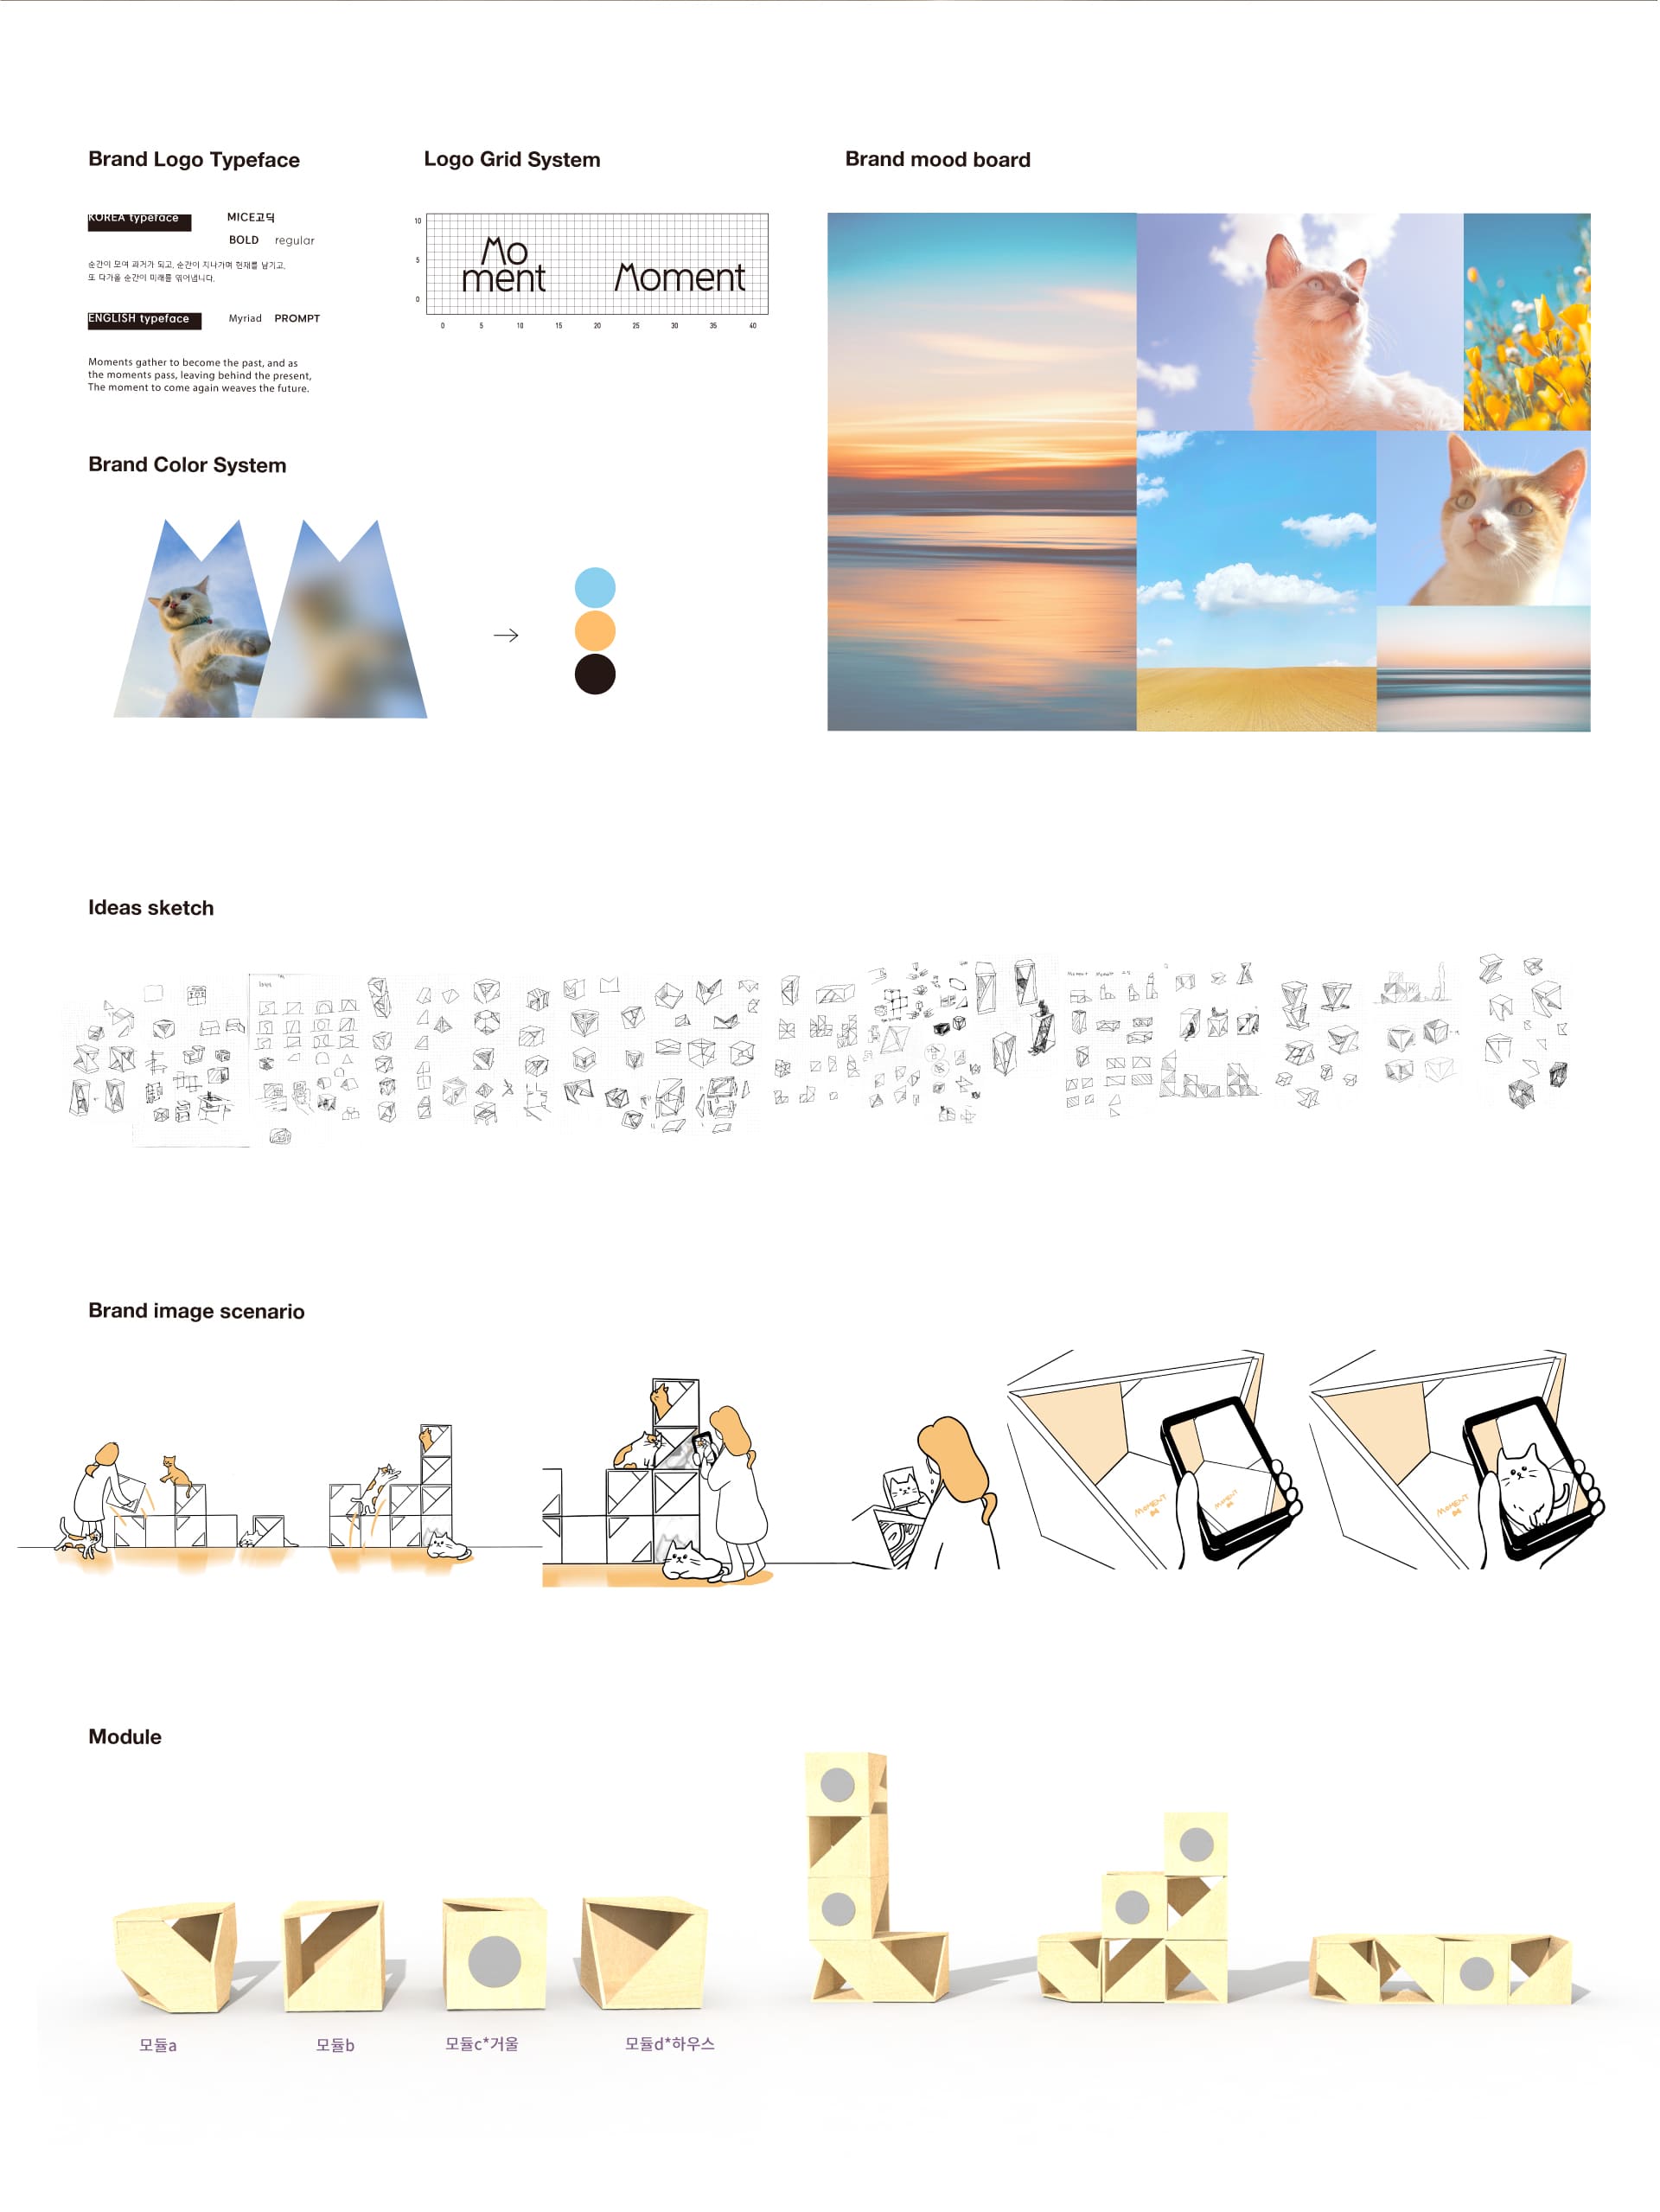 Brand Logo Typeface
KOREA typeface
MICE고딕
BOLD regular
순간이 모여 과거가 되고, 순간이 지나가며 현재를 남기고,
또 다가올 순간이 미래를 엮어냅니다.
ENGLISH typeface
Myriad PROMPT
Moments gather to become the past, and as
the moments pass, leaving behind the present,
The moment to come again weaves the future.
Logo Grid System
10
5
0
Mo
ment
Moment
0 5 10 15 20 25 30 35 40
Brand mood board
Brand Color System
Ideas sketch
Brand image scenario
MOMENT
MOMENT
MOMENT
Module
모듈a
모듈b
모듈c*거울
모듈d*하우스